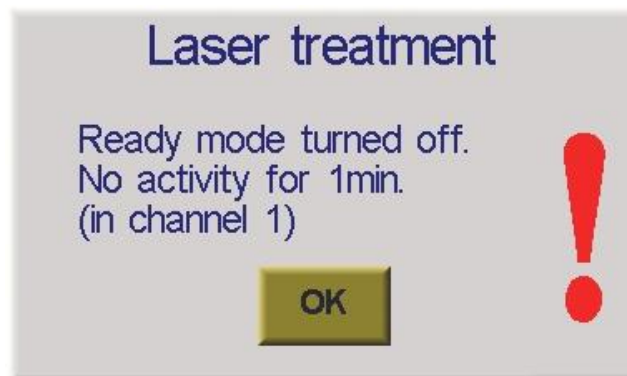 Laser treatment
Ready mode turned off.
No activity for 1min.
(in channel 1)
OK